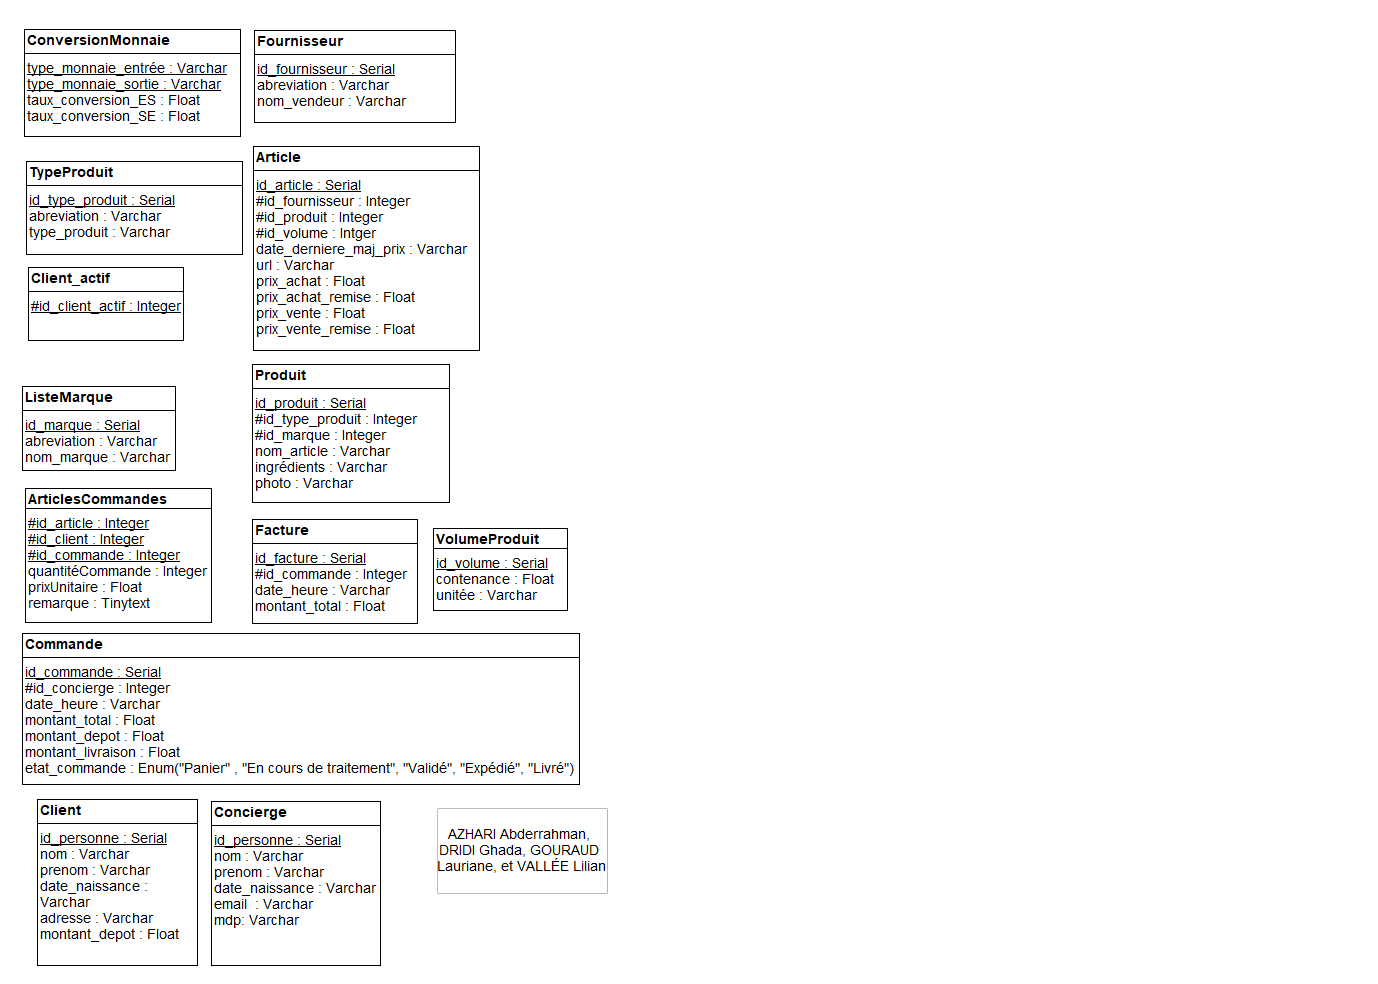 ConversionMonnaie
type_monnaie_entrée : Varchar
type_monnaie_sortie : Varchar
taux_conversion_ES : Float
taux_conversion_SE : Float
Fournisseur
id_fournisseur : Serial
abreviation : Varchar
nom_vendeur : Varchar
TypeProduit
id_type_produit : Serial
abreviation : Varchar
type_produit : Varchar
Article
id_article : Serial
#id_fournisseur : Integer
#id_produit : Integer
#id_volume : Intger
date_derniere_maj_prix : Varchar
url : Varchar
prix_achat : Float
prix_achat_remise : Float
prix_vente : Float
prix_vente_remise : Float
Client_actif
#id_client_actif : Integer
ListeMarque
id_marque : Serial
abreviation : Varchar
nom_marque : Varchar
Produit
id_produit : Serial
#id_type_produit : Integer
#id_marque : Integer
nom_article : Varchar
ingrédients : Varchar
photo : Varchar
ArticlesCommandes
#id_article : Integer
#id_client : Integer
#id_commande : Integer
quantitéCommande : Integer
prixUnitaire : Float
remarque : Tinytext
Facture
id_facture : Serial
#id_commande : Integer
date_heure : Varchar
montant_total : Float
VolumeProduit
id_volume : Serial
contenance : Float
unitée : Varchar
Commande
id_commande : Serial
#id_concierge : Integer
date_heure : Varchar
montant_total : Float
montant_depot : Float
montant_livraison : Float
etat_commande : Enum("Panier" , "En cours de traitement", "Validé", "Expédié", "Livré")
Client
id_personne : Serial
nom : Varchar
prenom : Varchar
date_naissance :
Varchar
adresse : Varchar
montant_depot : Float
Concierge
id_personne : Serial
nom : Varchar
prenom : Varchar
date_naissance : Varchar
email  : Varchar
mdp: Varchar
AZHARI Abderrahman,
DRIDI Ghada, GOURAUD
Lauriane, et VALLÉE Lilian